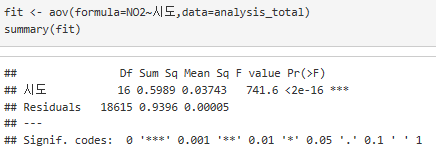 fit <- aov(formula=NO2~시도,data=analysis_total)
summary(fit)
##                Df Sum Sq Mean Sq F value Pr(>F)
## 시도           16 0.5989 0.03743   741.6 <2e-16 ***
## Residuals   18615 0.9396 0.00005
## ---
## Signif. codes:  0 '***' 0.001 '**' 0.01 '*' 0.05 '.' 0.1 ' ' 1